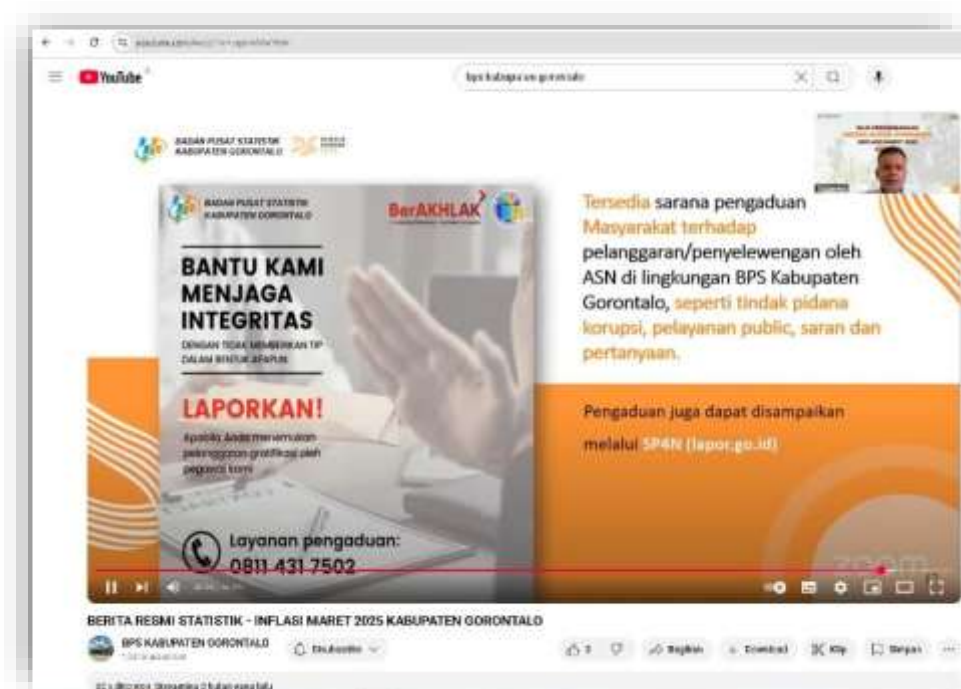 YouTube
bps kabupaten gorontalo
BADAN PUSAT STATISTIK
KABUPATEN GORONTALO
BADAN PUSAT STATISTIK
KABUPATEN GORONTALO
BerAKHLAK
BANTU KAMI
MENJAGA
INTEGRITAS
DENGAN TIDAK MEMBERIKAN TIP
DALAM BENTUK APAPUN
LAPORKAN!
Apabila Anda menemukan
pelanggaran gratifikasi oleh
pegawai kami
Layanan pengaduan:
0811 431 7502
Tersedia sarana pengaduan
Masyarakat terhadap
pelanggaran/penyelewengan oleh
ASN di lingkungan BPS Kabupaten
Gorontalo, seperti tindak pidana
korupsi, pelayanan public, saran dan
pertanyaan.
Pengaduan juga dapat disampaikan
melalui SP4N (lapor.go.id)
zoom
BERITA RESMI STATISTIK - INFLASI MARET 2025 KABUPATEN GORONTALO
BPS KABUPATEN GORONTALO
Disubscribe
Bagikan
Download
Klip
Simpan